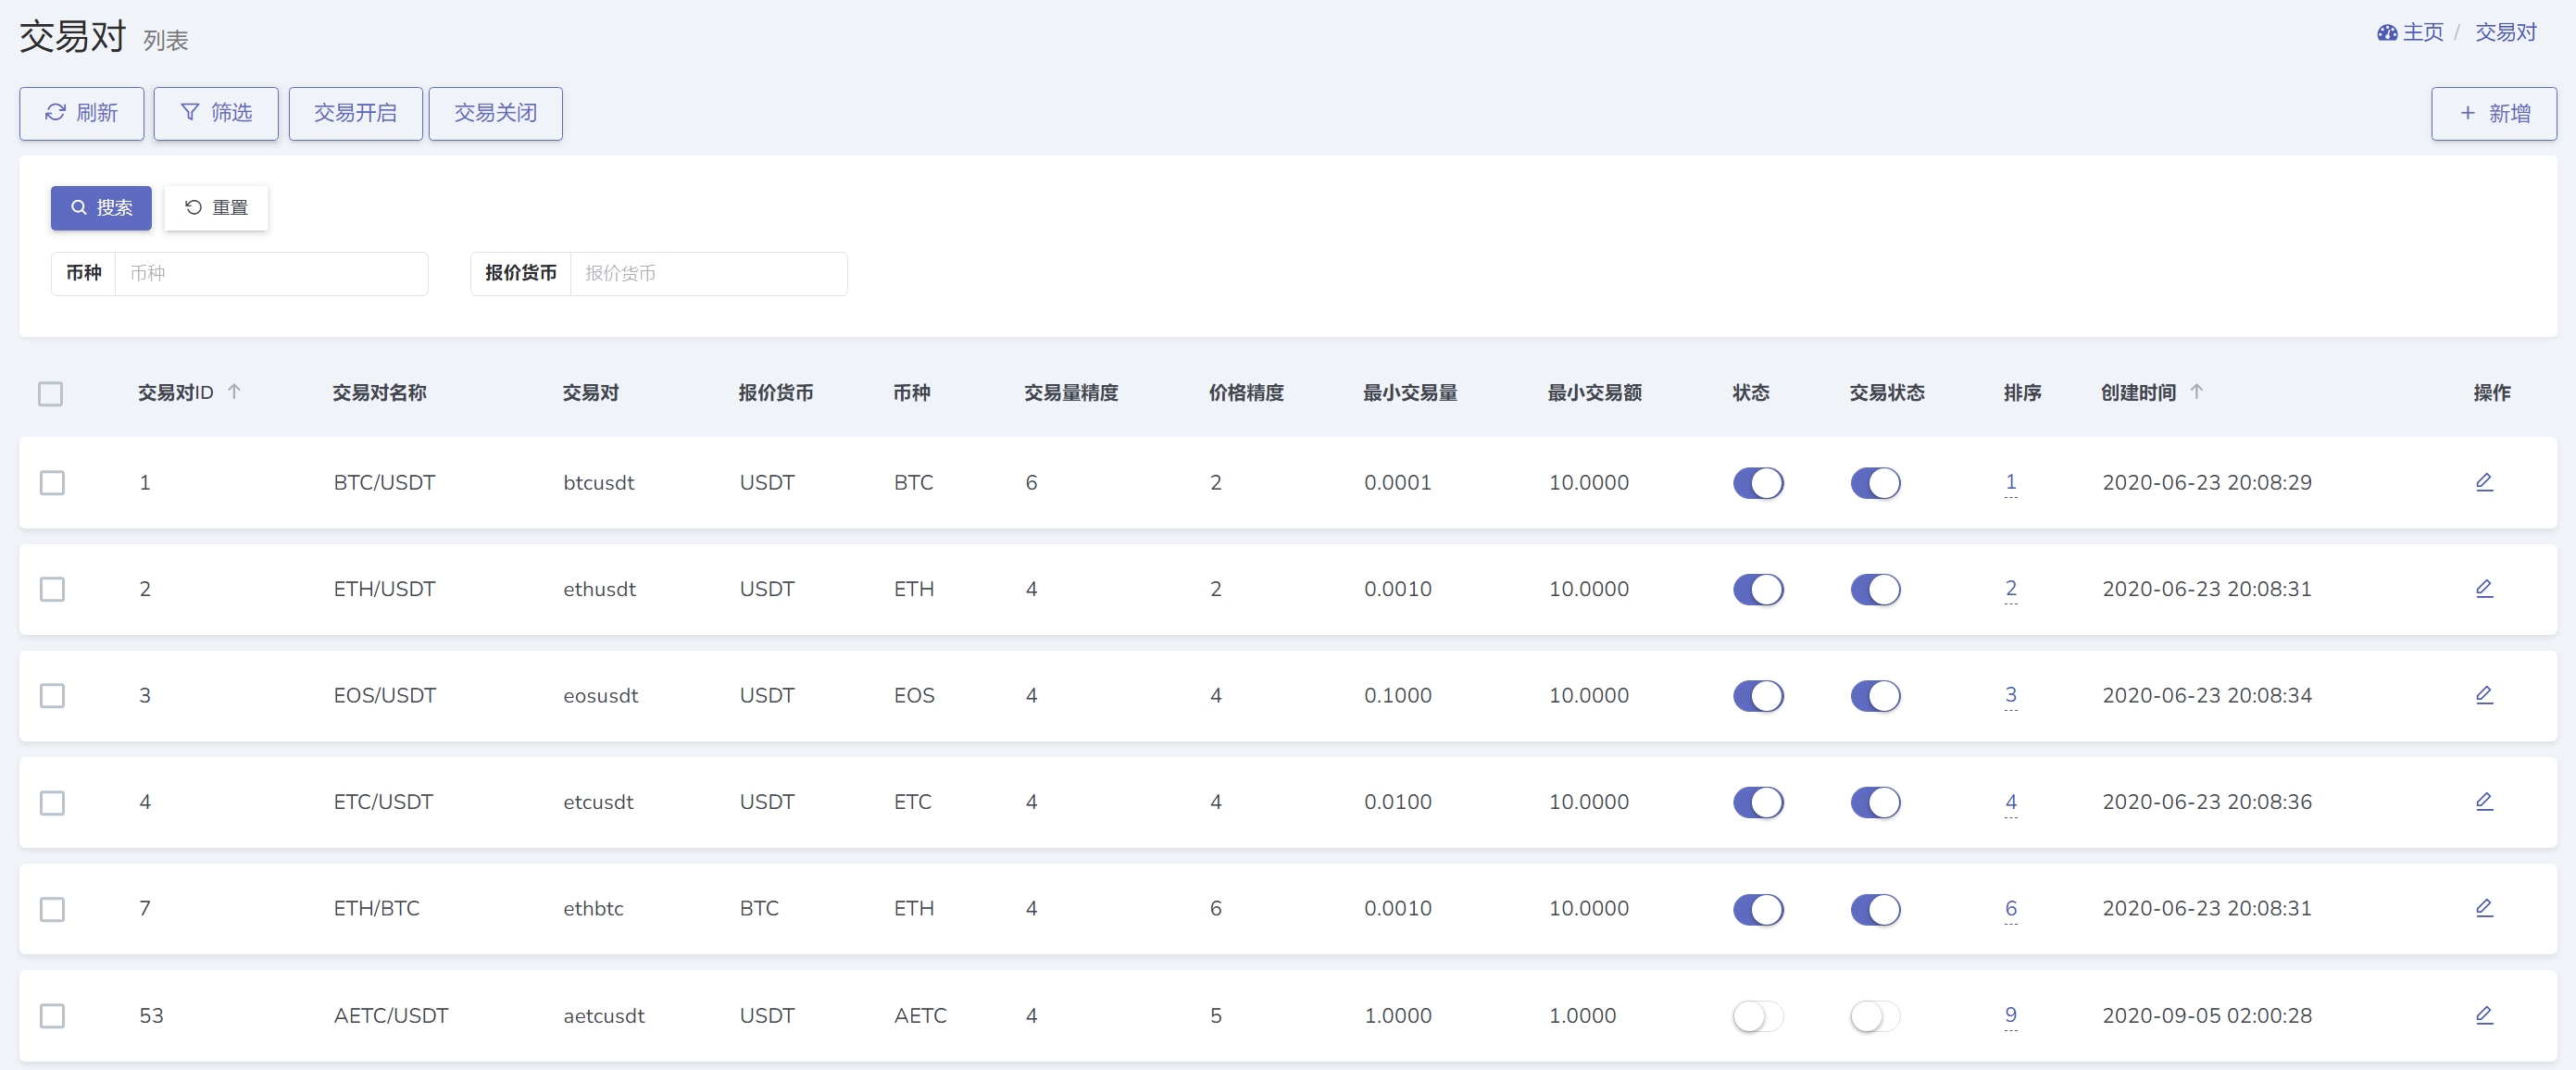 交易对 列表
主页 / 交易对
刷新 筛选 交易开启 交易关闭 + 新增
搜索 重置
币种 币种 报价货币 报价货币
交易对ID ↑ 交易对名称 交易对 报价货币 币种 交易量精度 价格精度 最小交易量 最小交易额 状态 交易状态 排序 创建时间 ↑ 操作
1 BTC/USDT btcusdt USDT BTC 6 2 0.0001 10.0000 1 2020-06-23 20:08:29
2 ETH/USDT ethusdt USDT ETH 4 2 0.0010 10.0000 2 2020-06-23 20:08:31
3 EOS/USDT eosusdt USDT EOS 4 4 0.1000 10.0000 3 2020-06-23 20:08:34
4 ETC/USDT etcusdt USDT ETC 4 4 0.0100 10.0000 4 2020-06-23 20:08:36
7 ETH/BTC ethbtc BTC ETH 4 6 0.0010 10.0000 6 2020-06-23 20:08:31
53 AETC/USDT aetcusdt USDT AETC 4 5 1.0000 1.0000 9 2020-09-05 02:00:28